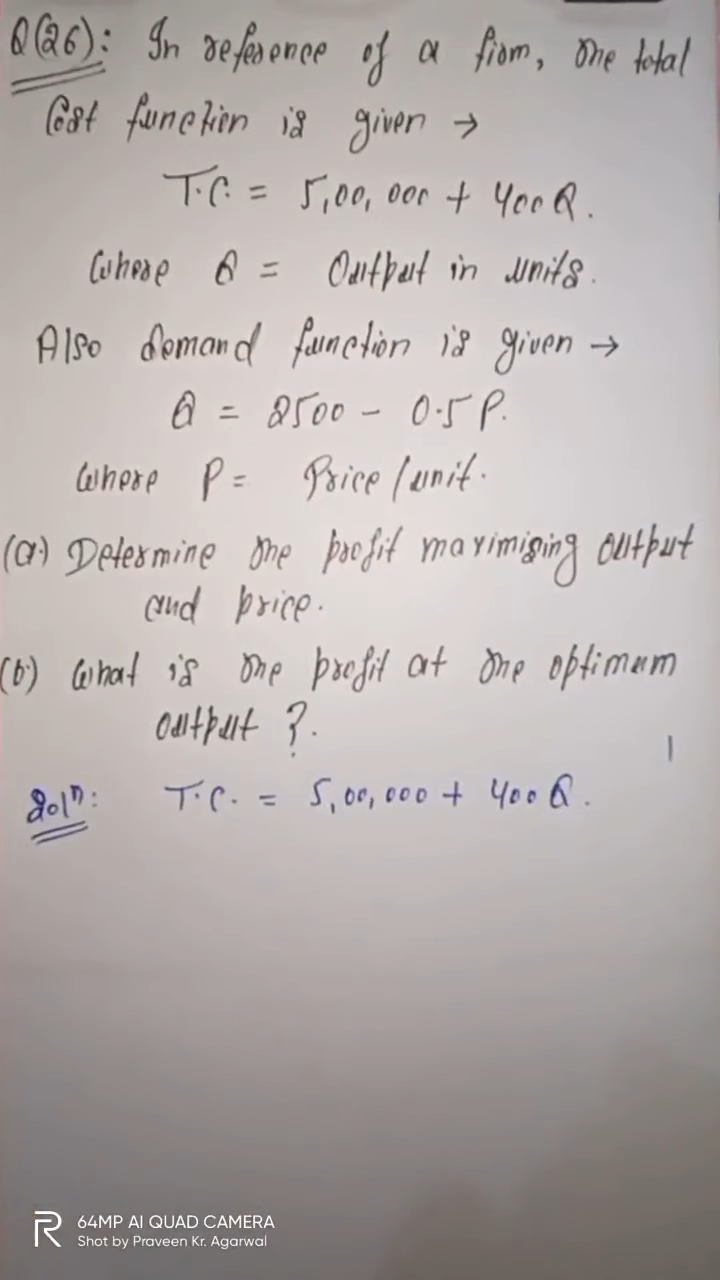 Q(26): In reference of a firm, the total
Cost function is given →
T.C. = 5,00,000 + 400Q.
Where Q = Output in units.
Also demand function is given →
Q = 2500 - 0.5 P.
Where P = Price/unit.
(a) Determine the profit maximising output
and price.
(b) What is the profit at the optimum
output ?.
Solⁿ: T.C. = 5,00,000 + 400Q.
64MP AI QUAD CAMERA
Shot by Praveen Kr. Agarwal